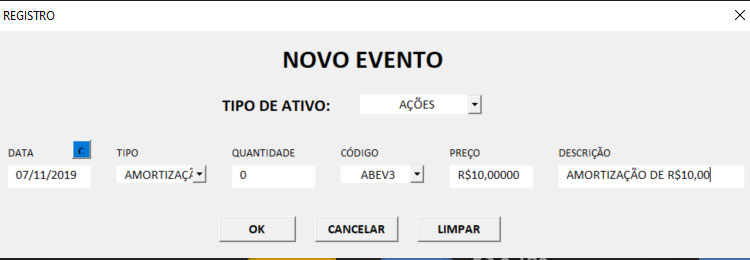 REGISTRO
NOVO EVENTO
TIPO DE ATIVO: AÇÕES
DATA C TIPO QUANTIDADE CÓDIGO PREÇO DESCRIÇÃO
07/11/2019 AMORTIZAÇÃ 0 ABEV3 R$10,00000 AMORTIZAÇÃO DE R$10,00
OK CANCELAR LIMPAR